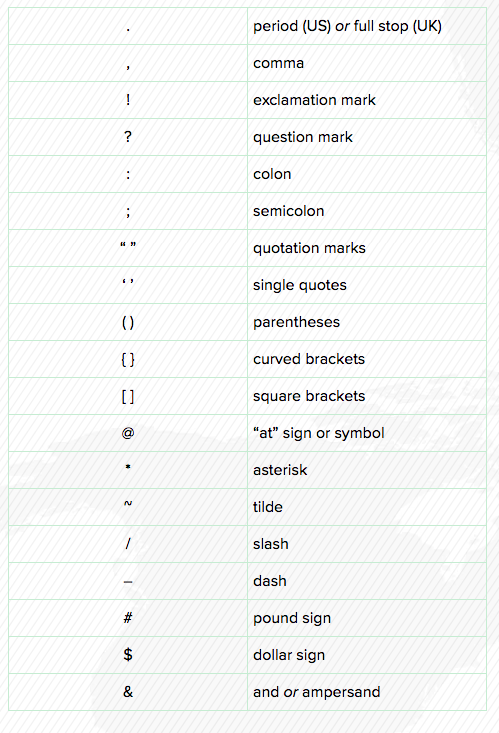 . period (US) or full stop (UK)
, comma
! exclamation mark
? question mark
: colon
; semicolon
“ ” quotation marks
‘ ’ single quotes
( ) parentheses
{ } curved brackets
[ ] square brackets
@ “at” sign or symbol
* asterisk
~ tilde
/ slash
– dash
# pound sign
$ dollar sign
& and or ampersand